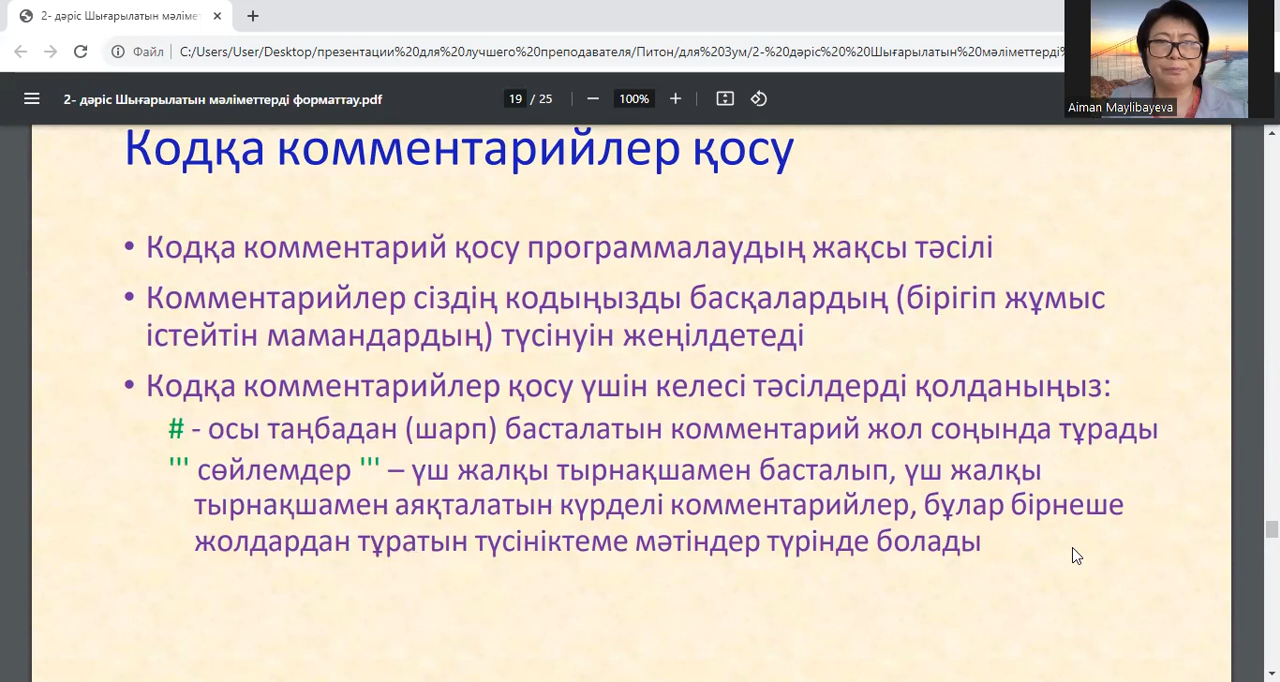 2- дәріс Шығарылатын мәліме
Файл
C:/Users/User/Desktop/презентации%20для%20лучшего%20преподавателя/Питон/для%20Зум/2-%20дәріс%20%20Шығарылатын%20мәліметтерді%
2- дәріс Шығарылатын мәліметтерді форматтау.pdf
19 / 25
100%
Aiman Maylibayeva
Кодқа комментарийлер қосу
• Кодқа комментарий қосу программалаудың жақсы тәсілі
• Комментарийлер сіздің кодыңызды басқалардың (бірігіп жұмыс
істейтін мамандардың) түсінуін жеңілдетеді
• Кодқа комментарийлер қосу үшін келесі тәсілдерді қолданыңыз:
# - осы таңбадан (шарп) басталатын комментарий жол соңында тұрады
''' сөйлемдер ''' – үш жалқы тырнақшамен басталып, үш жалқы
тырнақшамен аяқталатын күрделі комментарийлер, бұлар бірнеше
жолдардан тұратын түсініктеме мәтіндер түрінде болады